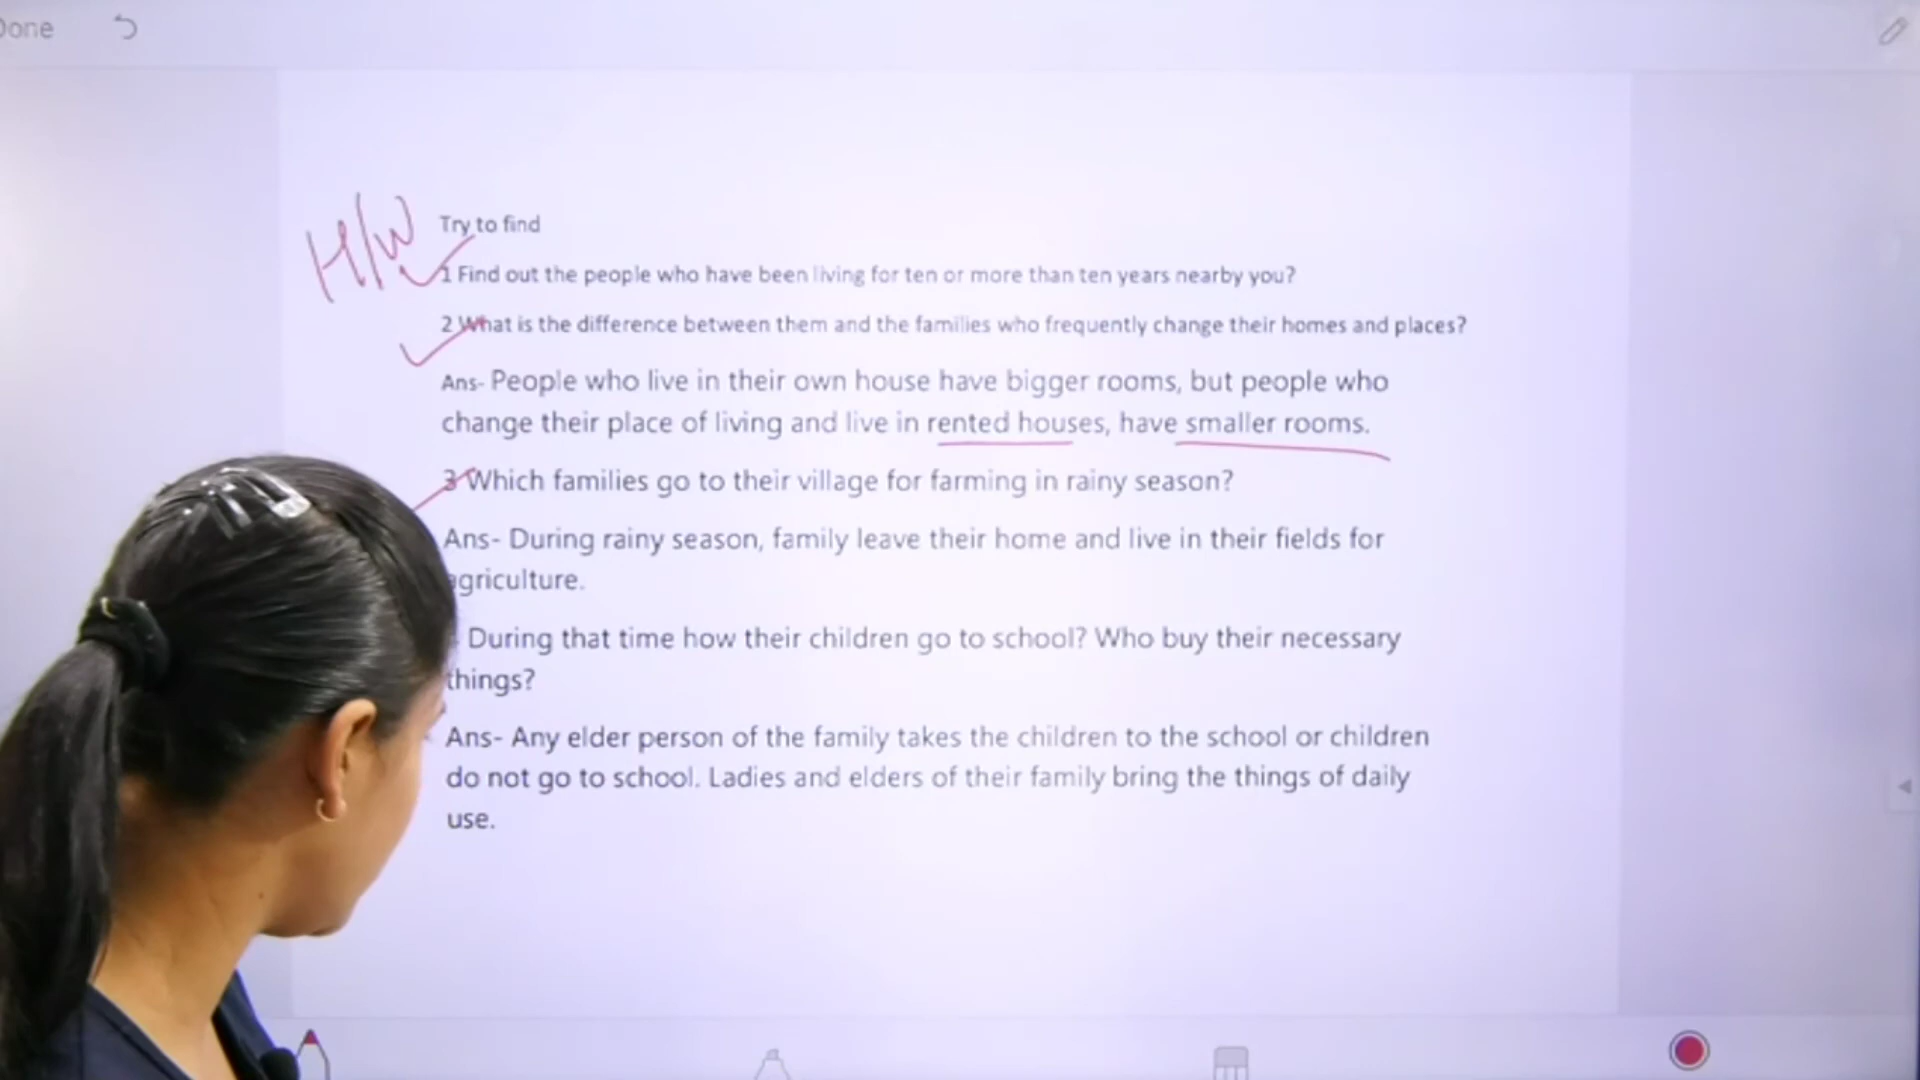 Done
H/W
Try to find
1 Find out the people who have been living for ten or more than ten years nearby you?
2 What is the difference between them and the families who frequently change their homes and places?
Ans- People who live in their own house have bigger rooms, but people who
change their place of living and live in rented houses, have smaller rooms.
3 Which families go to their village for farming in rainy season?
Ans- During rainy season, family leave their home and live in their fields for
agriculture.
During that time how their children go to school? Who buy their necessary
things?
Ans- Any elder person of the family takes the children to the school or children
do not go to school. Ladies and elders of their family bring the things of daily
use.